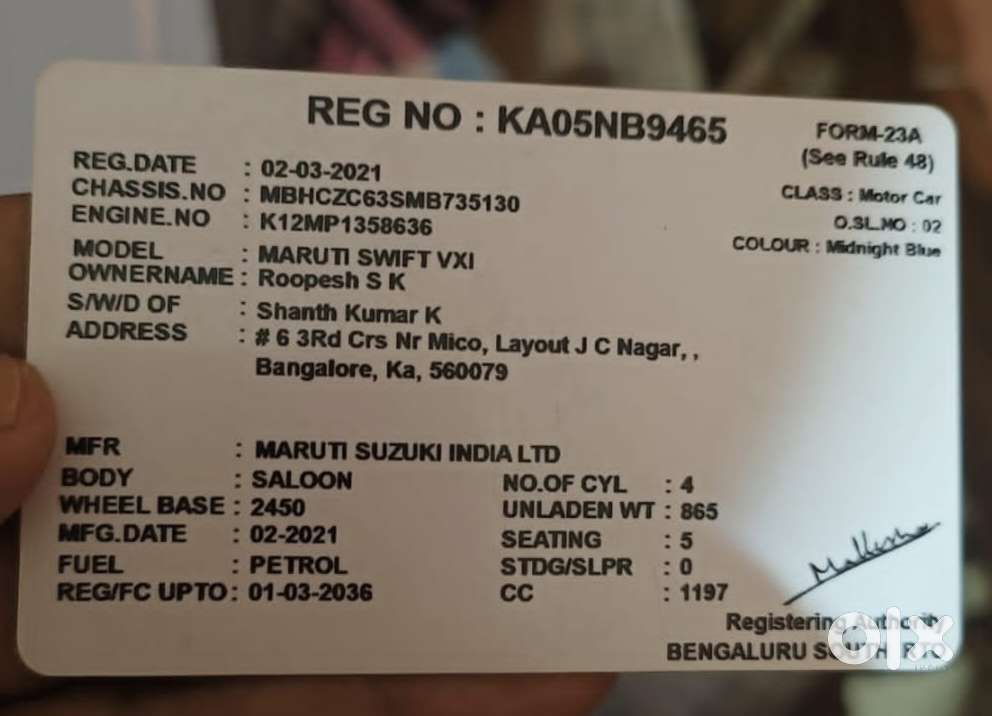 REG NO : KA05NB9465
FORM-23A
(See Rule 48)
REG.DATE : 02-03-2021
CHASSIS.NO : MBHCZC63SMB735130
CLASS : Motor Car
ENGINE.NO : K12MP1358636
O.SL.NO : 02
MODEL : MARUTI SWIFT VXI
COLOUR : Midnight Blue
OWNERNAME : Roopesh S K
S/W/D OF : Shanth Kumar K
ADDRESS : # 6 3Rd Crs Nr Mico, Layout J C Nagar, ,
Bangalore, Ka, 560079
MFR : MARUTI SUZUKI INDIA LTD
BODY : SALOON
NO.OF CYL : 4
WHEEL BASE : 2450
UNLADEN WT : 865
MFG.DATE : 02-2021
SEATING : 5
FUEL : PETROL
STDG/SLPR : 0
REG/FC UPTO : 01-03-2036
CC : 1197
Registering Authority
BENGALURU SOUTH RTO
olx